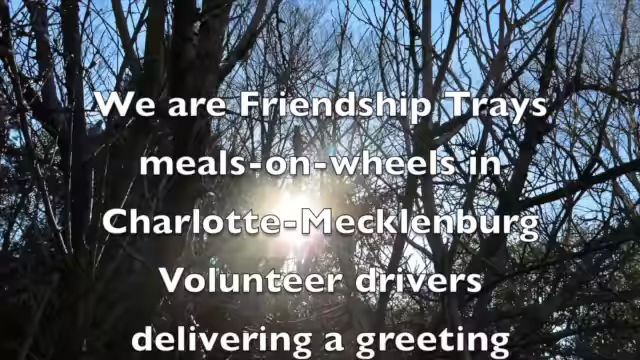 We are Friendship Trays
meals-on-wheels in
Charlotte-Mecklenburg
Volunteer drivers
delivering a greeting